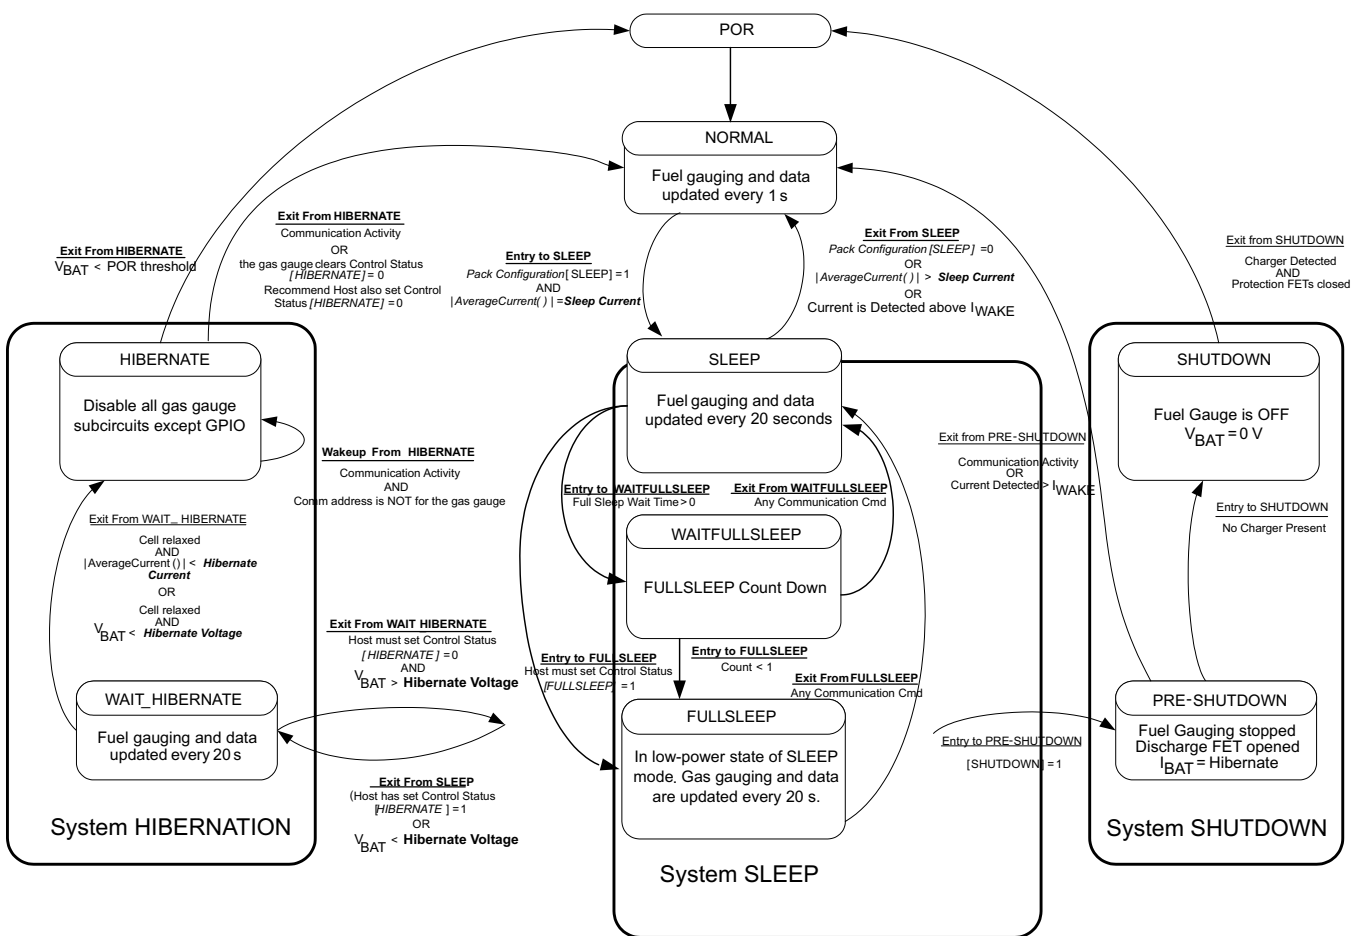 POR
NORMAL
Fuel gauging and data
updated every 1 s
Exit From HIBERNATE
V BAT < POR threshold
Exit From HIBERNATE
Communication Activity
OR
the gas gauge clears Control Status
[HIBERNATE] = 0
Recommend Host also set Control
Status [HIBERNATE] = 0
Entry to SLEEP
Pack Configuration[ SLEEP] = 1
AND
|AverageCurrent( ) | = Sleep Current
Exit From SLEEP
Pack Configuration [SLEEP] = 0
OR
|AverageCurrent( ) | > Sleep Current
OR
Current is Detected above I WAKE
Exit from SHUTDOWN
Charger Detected
AND
Protection FETs closed
HIBERNATE
Disable all gas gauge
subcircuits except GPIO
Wakeup From HIBERNATE
Communication Activity
AND
Comm address is NOT for the gas gauge
Exit From WAIT_ HIBERNATE
Cell relaxed
AND
|AverageCurrent ( ) | < Hibernate
Current
OR
Cell relaxed
AND
V BAT < Hibernate Voltage
WAIT_HIBERNATE
Fuel gauging and data
updated every 20 s
System HIBERNATION
Exit From WAIT HIBERNATE
Host must set Control Status
[HIBERNATE ] = 0
AND
V BAT > Hibernate Voltage
Exit From SLEEP
(Host has set Control Status
[HIBERNATE ] = 1
OR
V BAT < Hibernate Voltage
SLEEP
Fuel gauging and data
updated every 20 seconds
Entry to WAITFULLSLEEP
Full Sleep Wait Time > 0
Exit From WAITFULLSLEEP
Any Communication Cmd
WAITFULLSLEEP
FULLSLEEP Count Down
Entry to FULLSLEEP
Host must set Control Status
[FULLSLEEP] = 1
Entry to FULLSLEEP
Count < 1
Exit From FULLSLEEP
Any Communication Cmd
FULLSLEEP
In low-power state of SLEEP
mode. Gas gauging and data
are updated every 20 s.
System SLEEP
Exit from PRE-SHUTDOWN
Communication Activity
OR
Current Detected > I WAKE
Entry to PRE-SHUTDOWN
[SHUTDOWN] = 1
SHUTDOWN
Fuel Gauge is OFF
V BAT = 0 V
Entry to SHUTDOWN
No Charger Present
PRE-SHUTDOWN
Fuel Gauging stopped
Discharge FET opened
I BAT = Hibernate
System SHUTDOWN